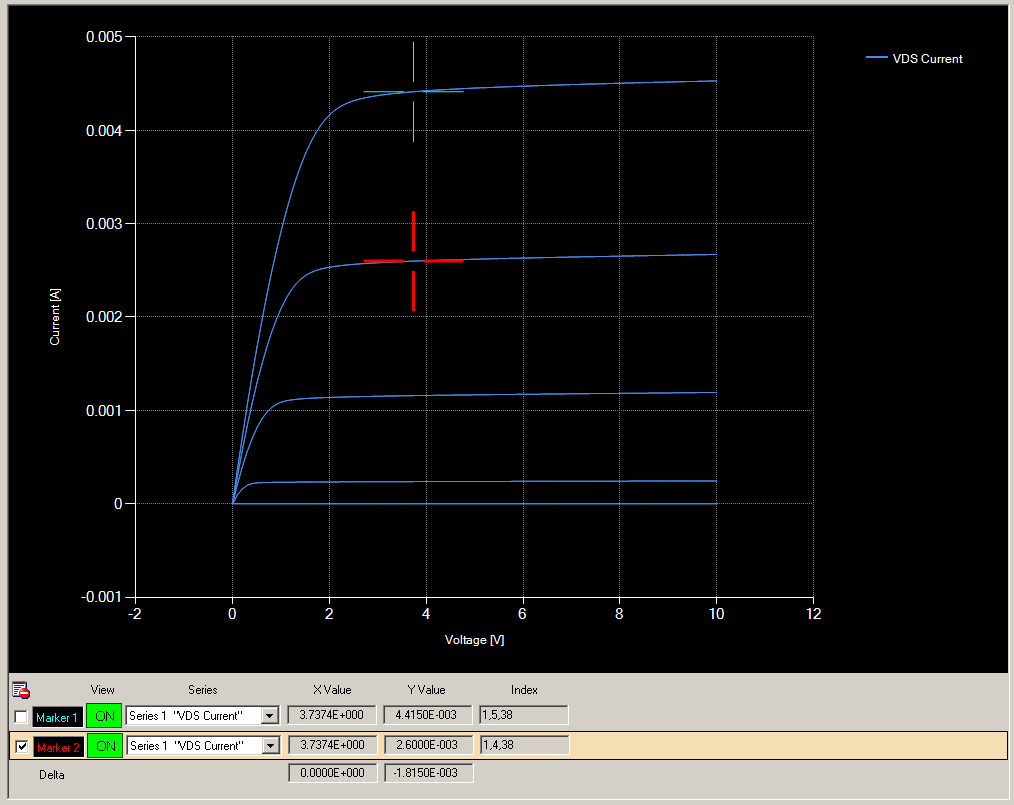 0.005
VDS Current
0.004
0.003
Current [A]
0.002
0.001
0
-0.001
-2 0 2 4 6 8 10 12
Voltage [V]
View Series X Value Y Value Index
Marker 1 ON Series 1 "VDS Current" 3.7374E+000 4.4150E-003 1,5,38
Marker 2 ON Series 1 "VDS Current" 3.7374E+000 2.6000E-003 1,4,38
Delta 0.0000E+000 -1.8150E-003